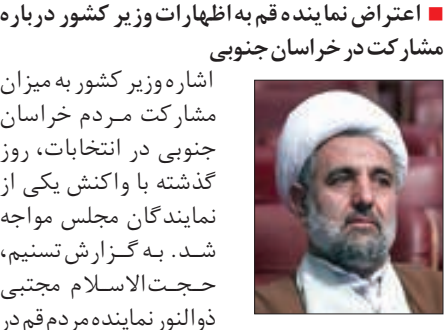 ■ اعتراض نماینده قم به اظهارات وزیر کشور درباره
مشارکت در خراسان جنوبی
اشاره وزیر کشور به میزان
مشارکت مردم خراسان
جنوبی در انتخابات، روز
گذشته با واکنش یکی از
نمایندگان مجلس مواجه
شد. به گزارش تسنیم،
حجت‌الاسلام مجتبی
ذوالنور نماینده مردم قم در